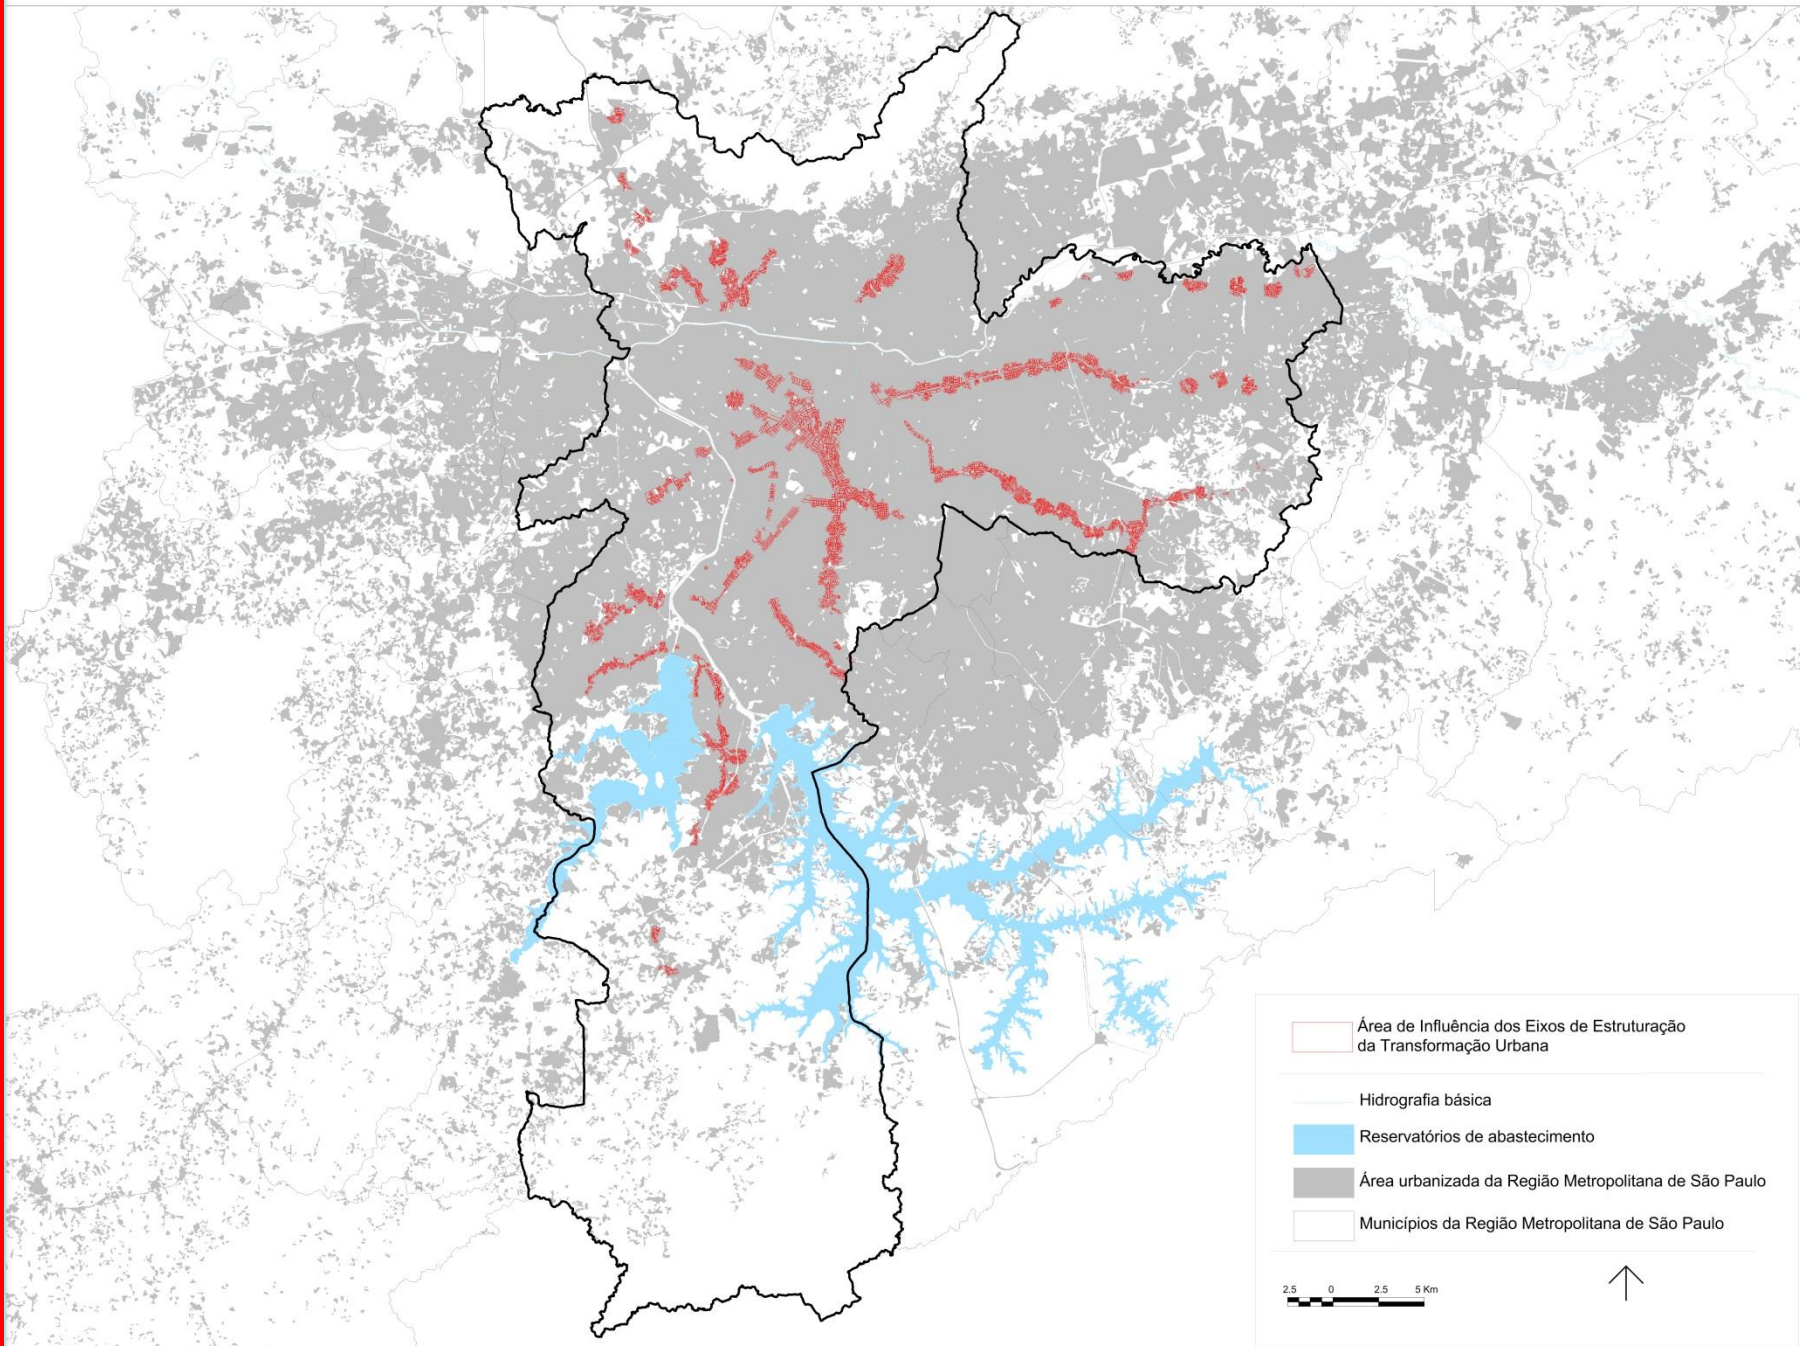 Área de Influência dos Eixos de Estruturação
da Transformação Urbana
Hidrografia básica
Reservatórios de abastecimento
Área urbanizada da Região Metropolitana de São Paulo
Municípios da Região Metropolitana de São Paulo
2.5 0 2.5 5 Km